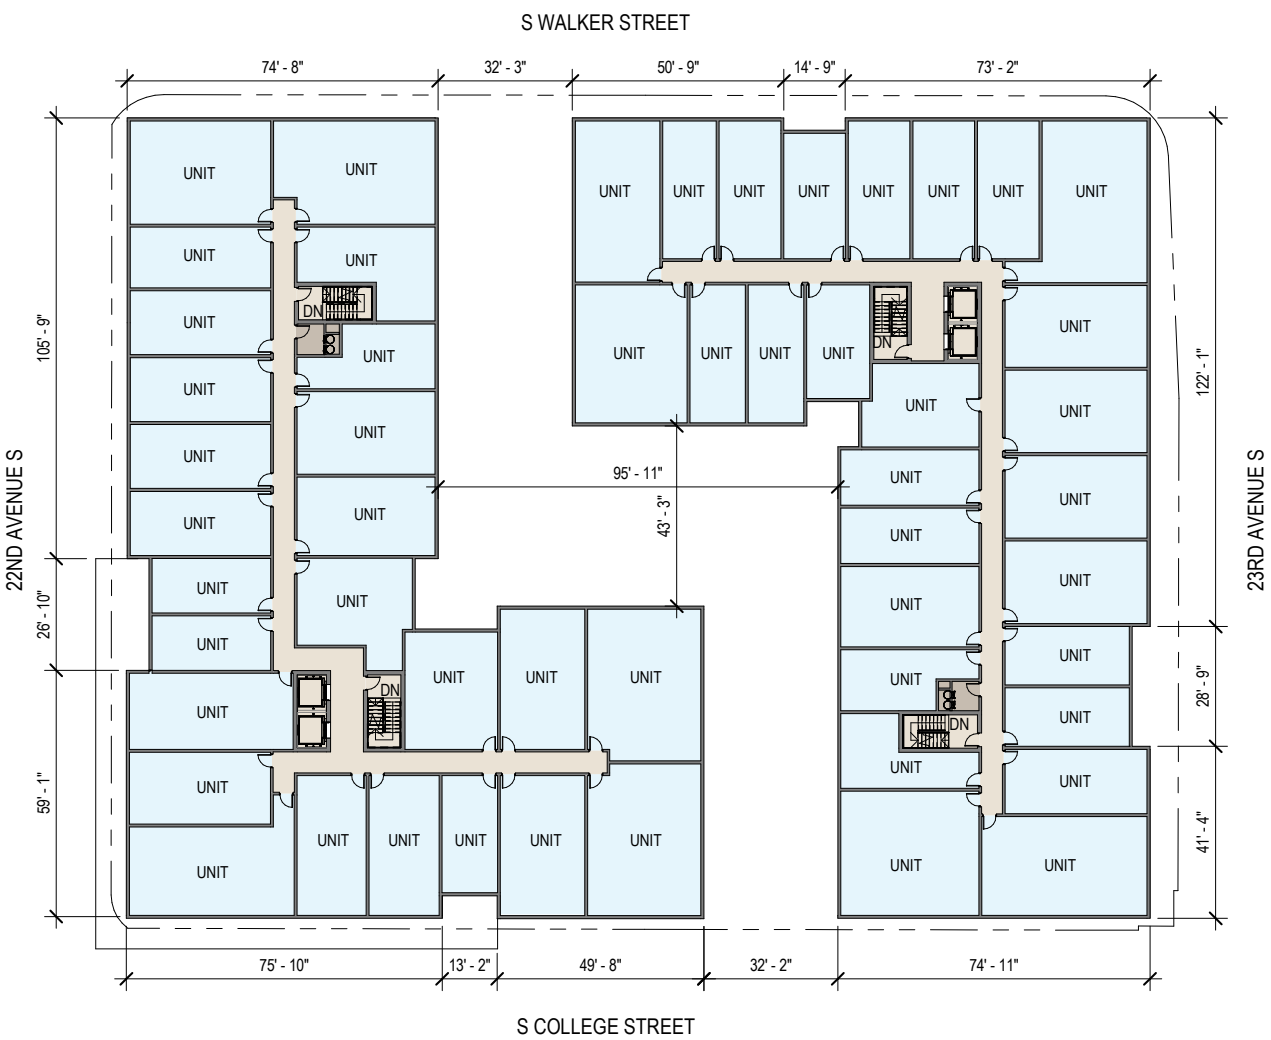 S WALKER STREET
74' - 8"
32' - 3"
50' - 9"
14' - 9"
73' - 2"
UNIT
UNIT
UNIT
UNIT
UNIT
UNIT
UNIT
UNIT
UNIT
UNIT
UNIT
UNIT
DN
UNIT
UNIT
105' - 9"
DN
UNIT
UNIT
UNIT
UNIT
UNIT
122' - 1"
UNIT
UNIT
UNIT
UNIT
UNIT
95' - 11"
UNIT
UNIT
43' - 3"
UNIT
UNIT
UNIT
22ND AVENUE S
23RD AVENUE S
UNIT
UNIT
UNIT
UNIT
26' - 10"
UNIT
UNIT
UNIT
UNIT
UNIT
UNIT
28' - 9"
DN
UNIT
UNIT
DN
UNIT
UNIT
UNIT
59' - 1"
41' - 4"
UNIT
UNIT
UNIT
UNIT
UNIT
UNIT
UNIT
UNIT
75' - 10"
13' - 2"
49' - 8"
32' - 2"
74' - 11"
S COLLEGE STREET